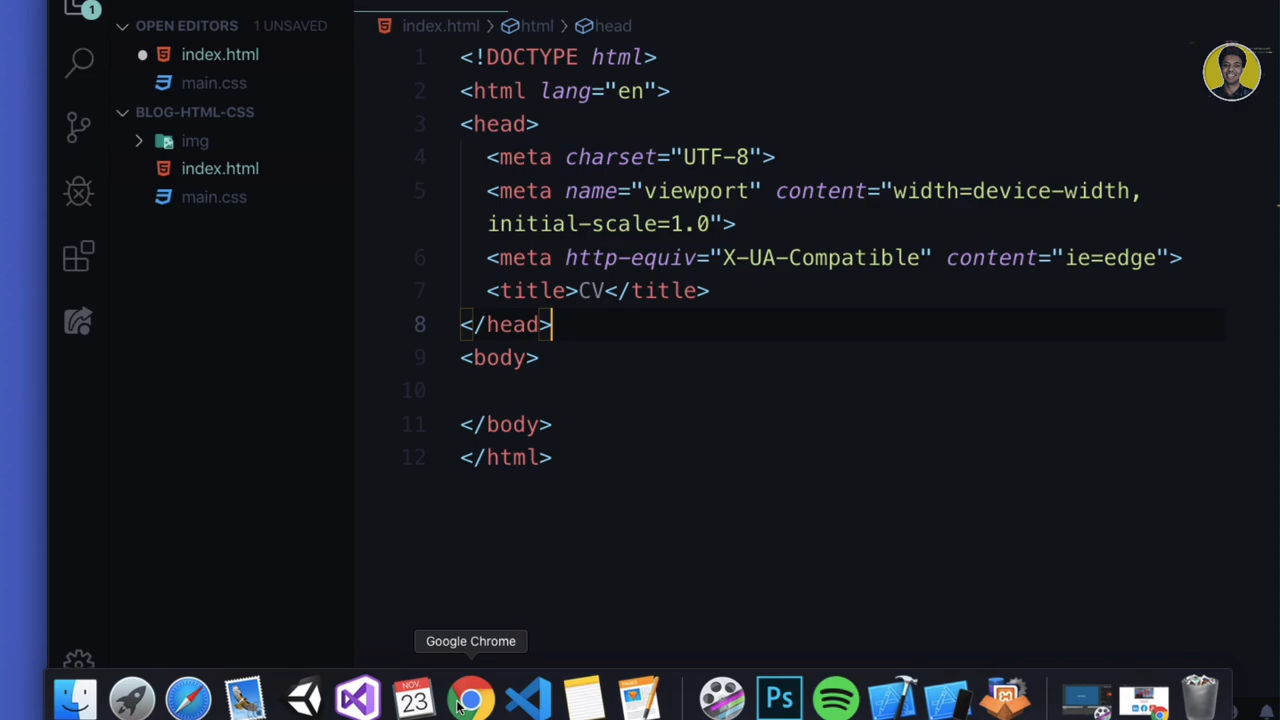 1
OPEN EDITORS 1 UNSAVED
index.html
main.css
BLOG-HTML-CSS
img
index.html
main.css
index.html > html > head
1 <!DOCTYPE html>
2 <html lang="en">
3 <head>
4 <meta charset="UTF-8">
5 <meta name="viewport" content="width=device-width,
initial-scale=1.0">
6 <meta http-equiv="X-UA-Compatible" content="ie=edge">
7 <title>CV</title>
8 </head>
9 <body>
10
11 </body>
12 </html>
Google Chrome
NOV.
23
Ps